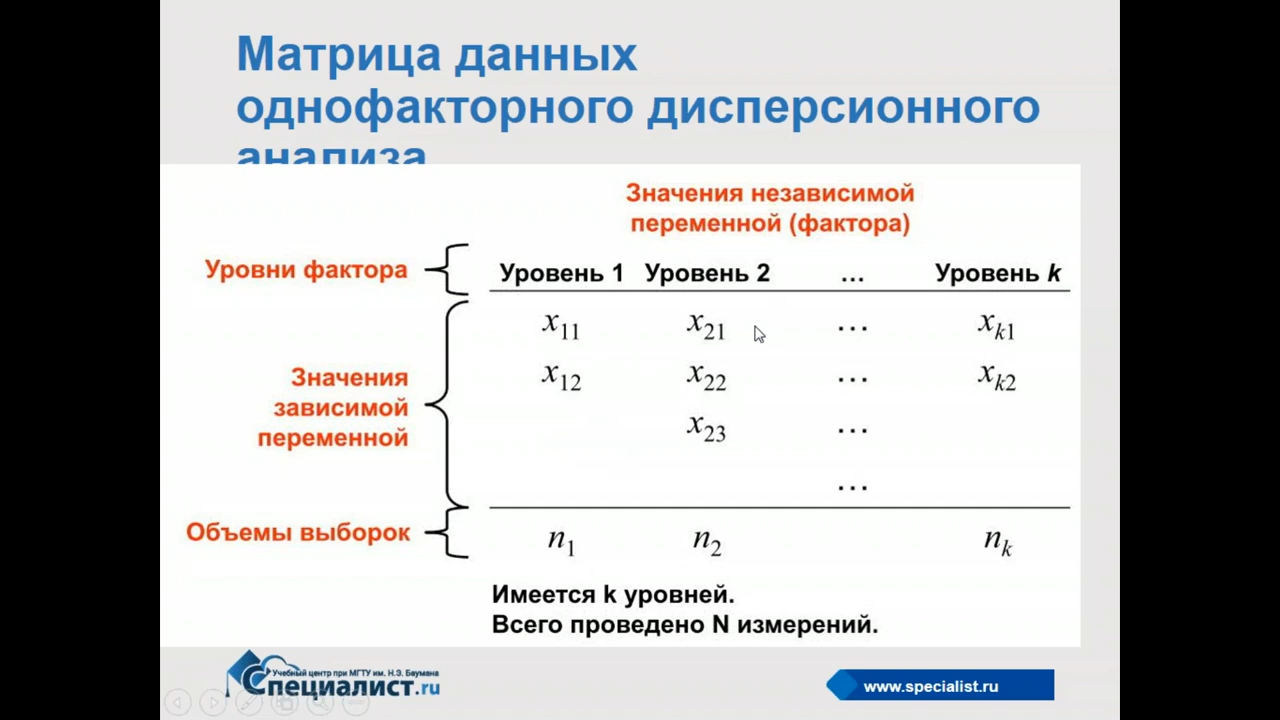 Матрица данных
однофакторного дисперсионного
анализа
Значения независимой
переменной (фактора)
Уровни фактора
Уровень 1 Уровень 2 … Уровень k
x11 x21 … xk1
Значения
зависимой
переменной
x12 x22 … xk2
x23 …
…
Объемы выборок
n1 n2 nk
Имеется k уровней.
Всего проведено N измерений.
Учебный центр при МГТУ им. Н.Э. Баумана
Специалист.ru
www.specialist.ru